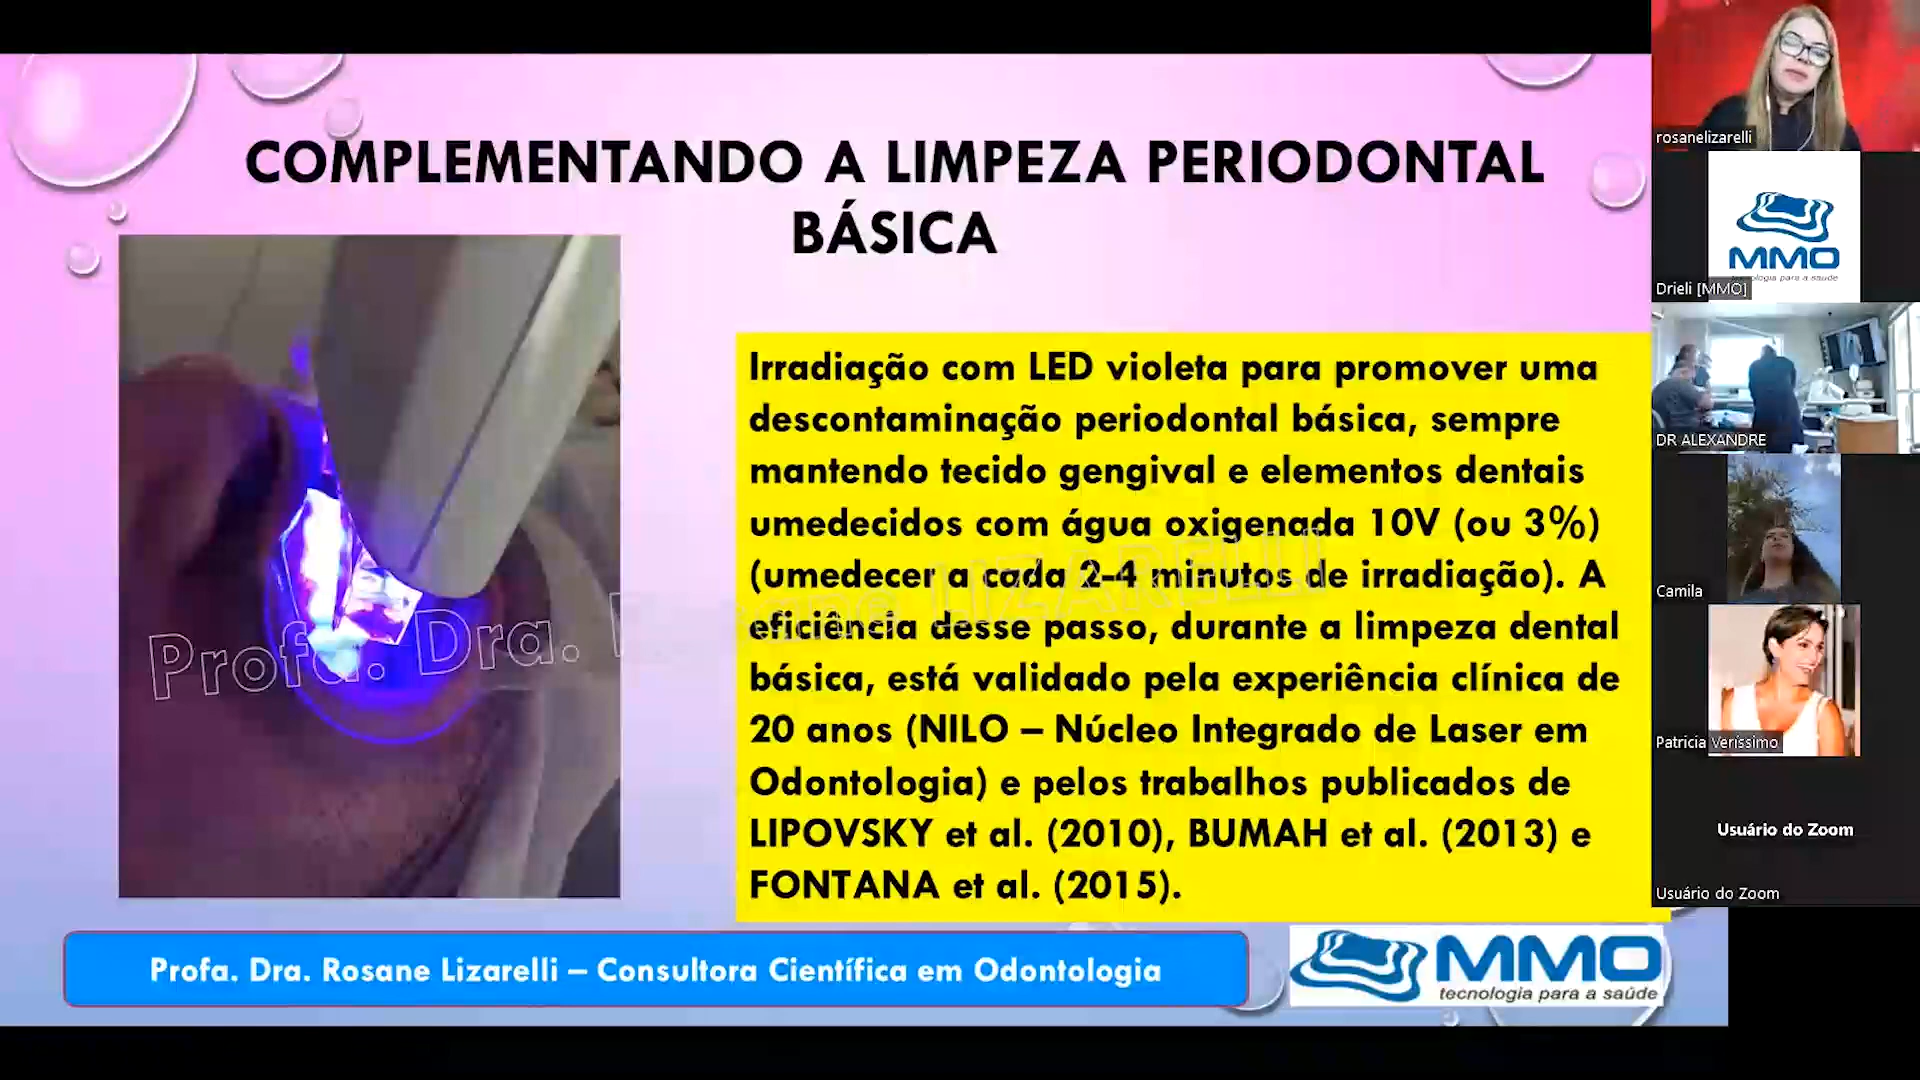 COMPLEMENTANDO A LIMPEZA PERIODONTAL
BÁSICA
Irradiação com LED violeta para promover uma
descontaminação periodontal básica, sempre
mantendo tecido gengival e elementos dentais
umedecidos com água oxigenada 10V (ou 3%)
(umedecer a cada 2-4 minutos de irradiação). A
eficiência desse passo, durante a limpeza dental
básica, está validado pela experiência clínica de
20 anos (NILO – Núcleo Integrado de Laser em
Odontologia) e pelos trabalhos publicados de
LIPOVSKY et al. (2010), BUMAH et al. (2013) e
FONTANA et al. (2015).
Profa. Dra. Rosane LIZARELLI
Profa. Dra. Rosane Lizarelli – Consultora Científica em Odontologia
MMO
tecnologia para a saúde
rosanelizarelli
MMO
tecnologia para a saúde
Drieli [MMO]
DR ALEXANDRE
Camila
Patricia Veríssimo
Usuário do Zoom
Usuário do Zoom